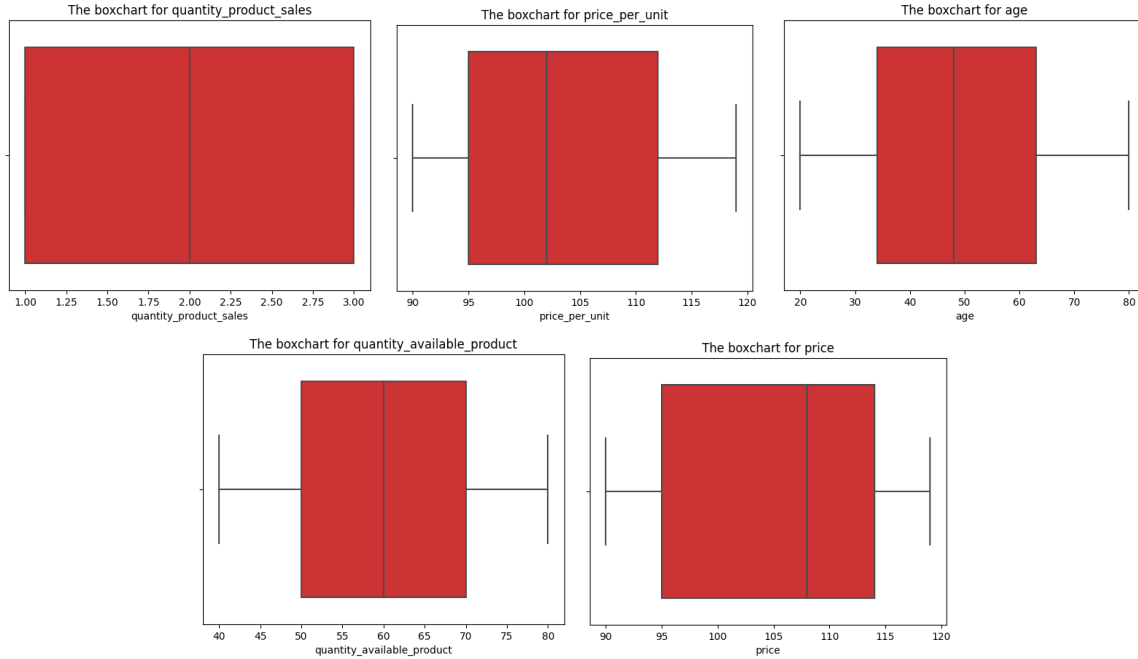 The boxchart for quantity_product_sales
1.00 1.25 1.50 1.75 2.00 2.25 2.50 2.75 3.00
quantity_product_sales
The boxchart for price_per_unit
90 95 100 105 110 115 120
price_per_unit
The boxchart for age
20 30 40 50 60 70 80
age
The boxchart for quantity_available_product
40 45 50 55 60 65 70 75 80
quantity_available_product
The boxchart for price
90 95 100 105 110 115 120
price